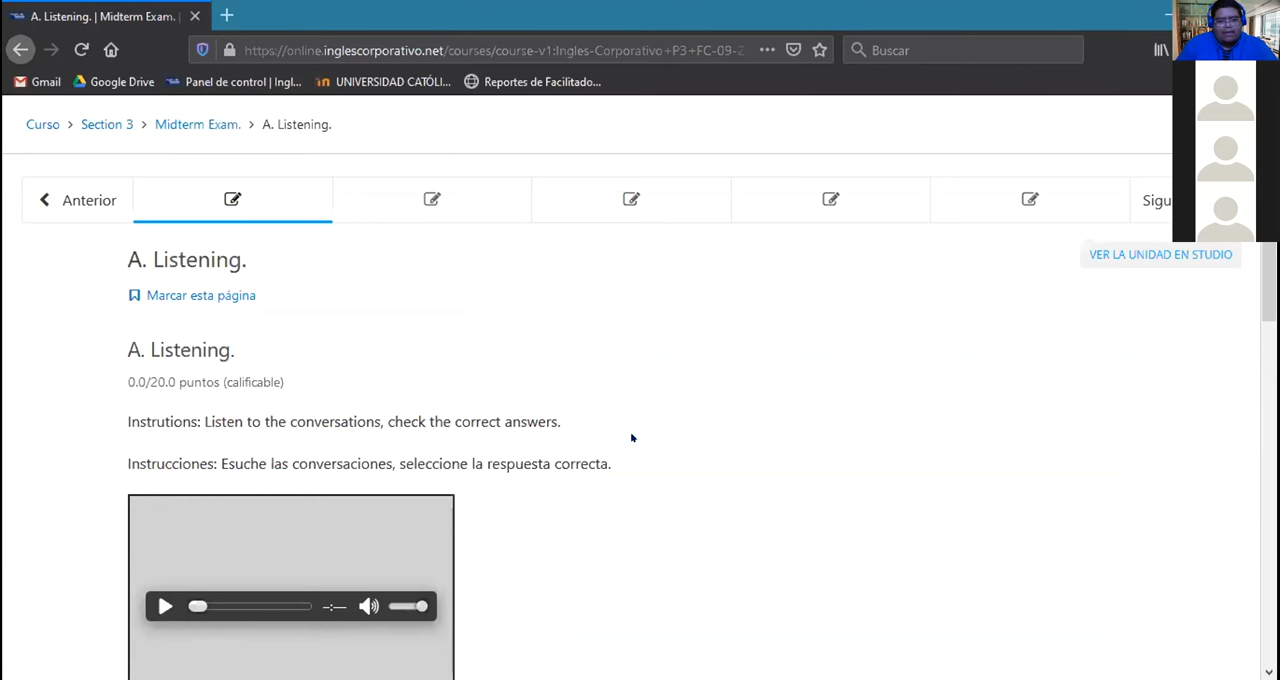 A. Listening. | Midterm Exam. |
https://online.inglescorporativo.net/courses/course-v1:Ingles-Corporativo+P3+FC-09-2
Buscar
Gmail
Google Drive
Panel de control | Ingl...
UNIVERSIDAD CATÓLI...
Reportes de Facilitado...
Curso > Section 3 > Midterm Exam. > A. Listening.
Anterior
Sigu
A. Listening.
VER LA UNIDAD EN STUDIO
Marcar esta página
A. Listening.
0.0/20.0 puntos (calificable)
Instrutions: Listen to the conversations, check the correct answers.
Instrucciones: Esuche las conversaciones, seleccione la respuesta correcta.
-:--